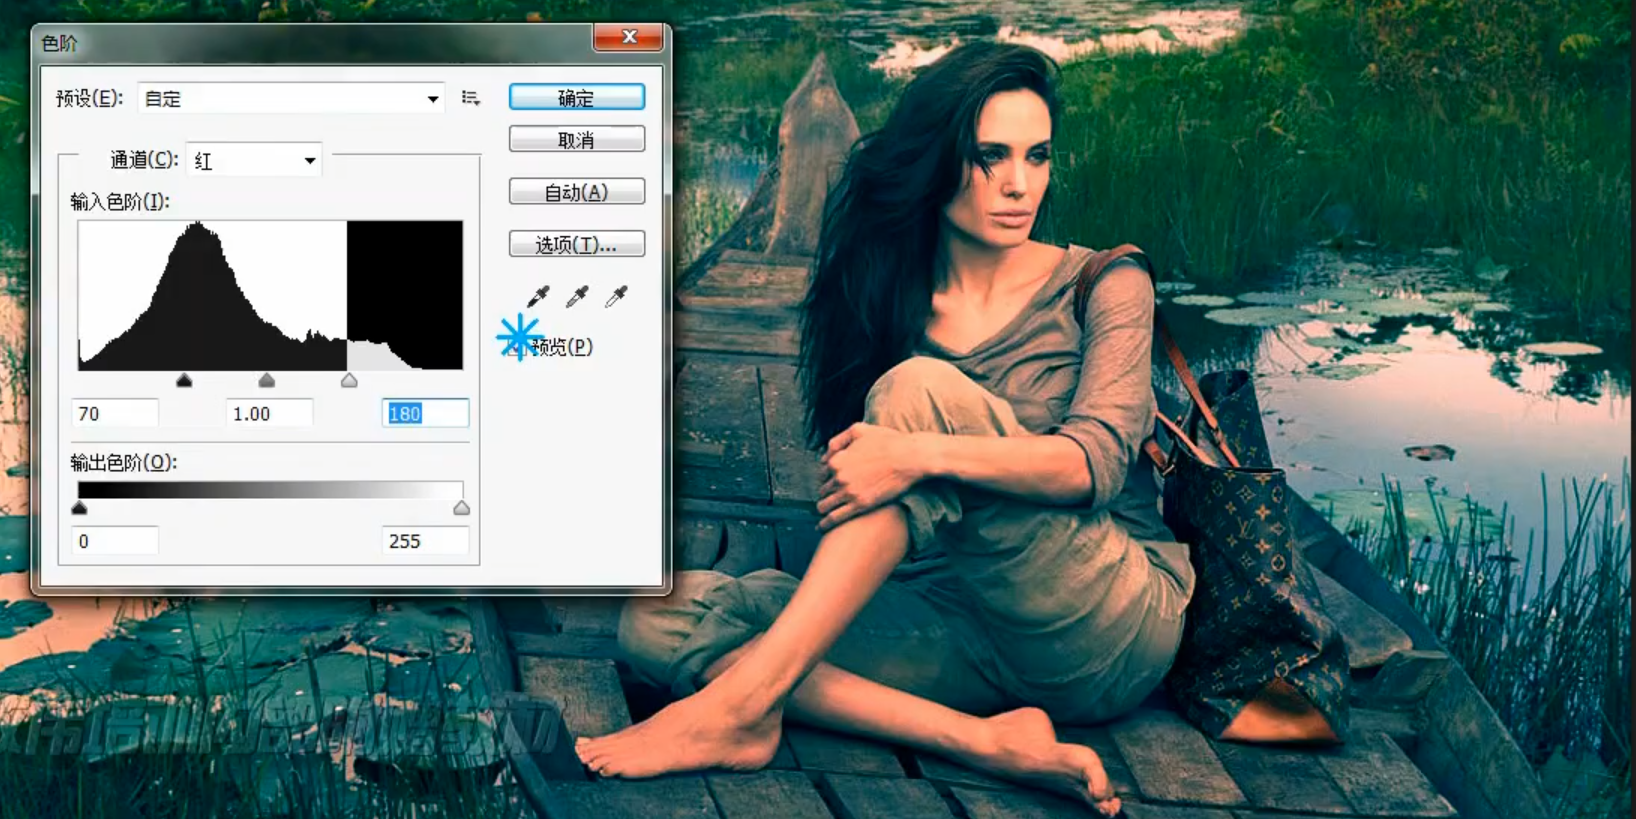 色阶
预设(E): 自定
确定
取消
通道(C): 红
自动(A)
输入色阶(I):
选项(T)...
预览(P)
70 1.00 180
输出色阶(O):
0 255